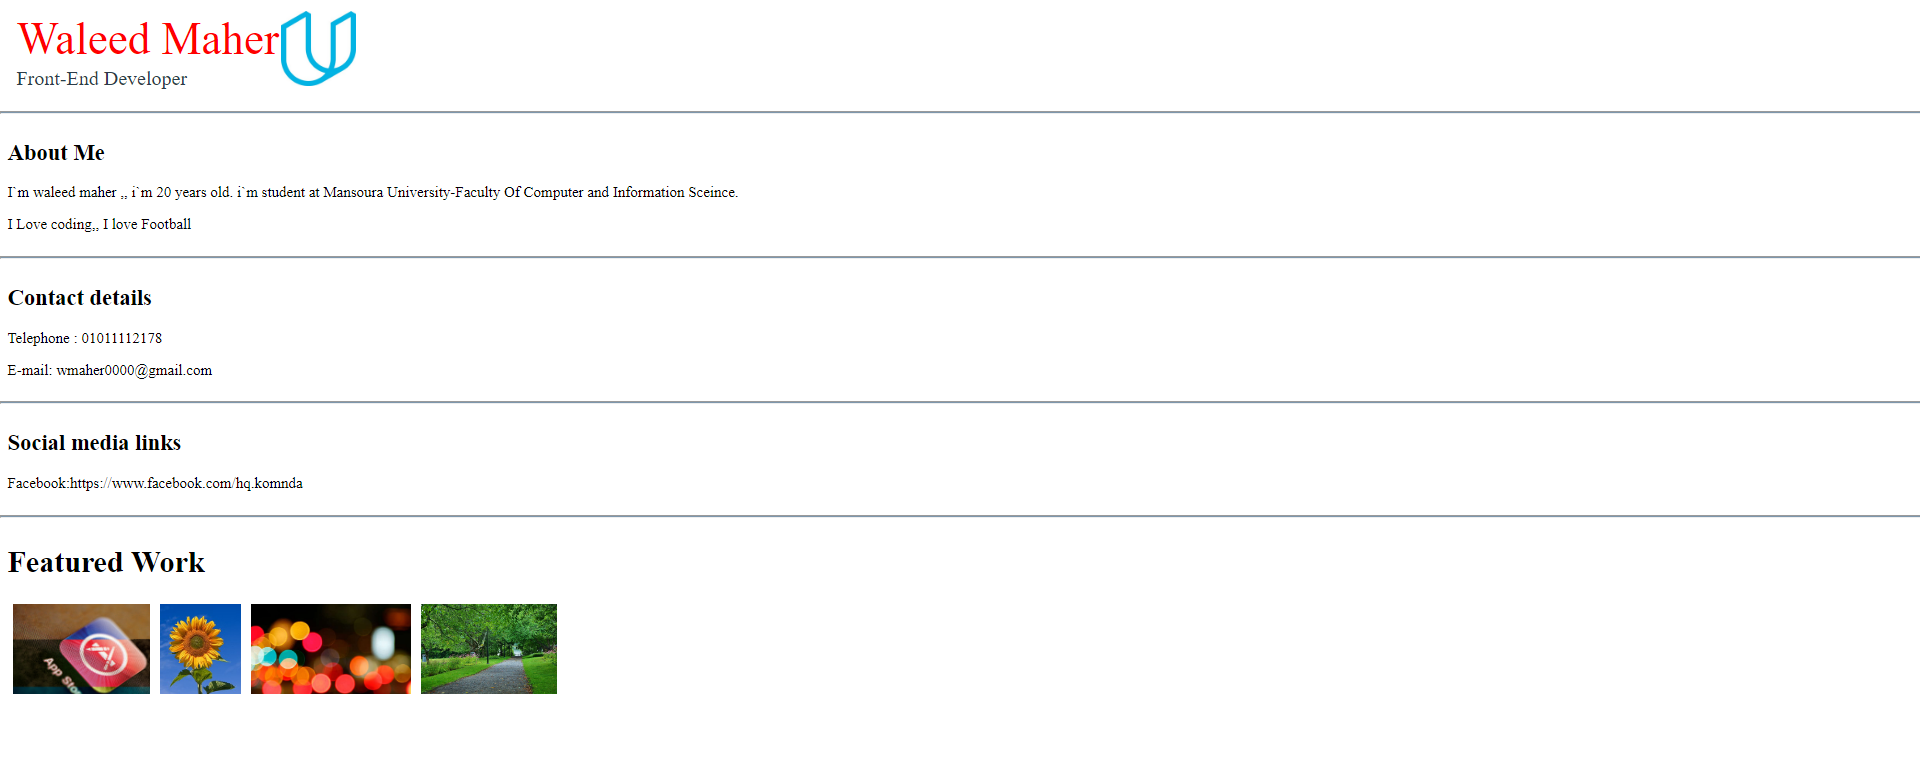 Waleed Maher
Front-End Developer
About Me
I`m waleed maher ,, i`m 20 years old. i`m student at Mansoura University-Faculty Of Computer and Information Sceince.
I Love coding,, I love Football
Contact details
Telephone : 01011112178
E-mail: wmaher0000@gmail.com
Social media links
Facebook:https://www.facebook.com/hq.komnda
Featured Work
App Sto